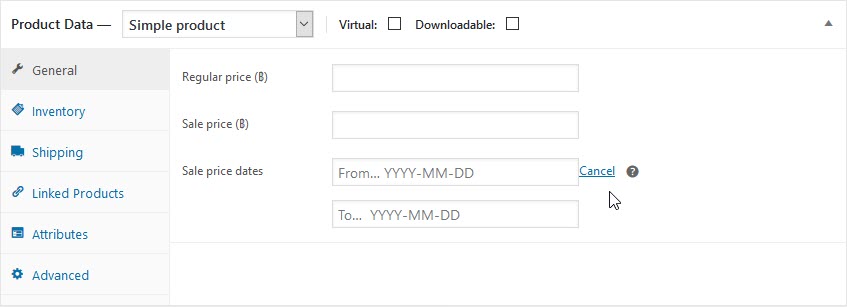 Product Data — Simple product Virtual: Downloadable:
General
Inventory
Shipping
Linked Products
Attributes
Advanced
Regular price (฿)
Sale price (฿)
Sale price dates From... YYYY-MM-DD Cancel ?
To... YYYY-MM-DD